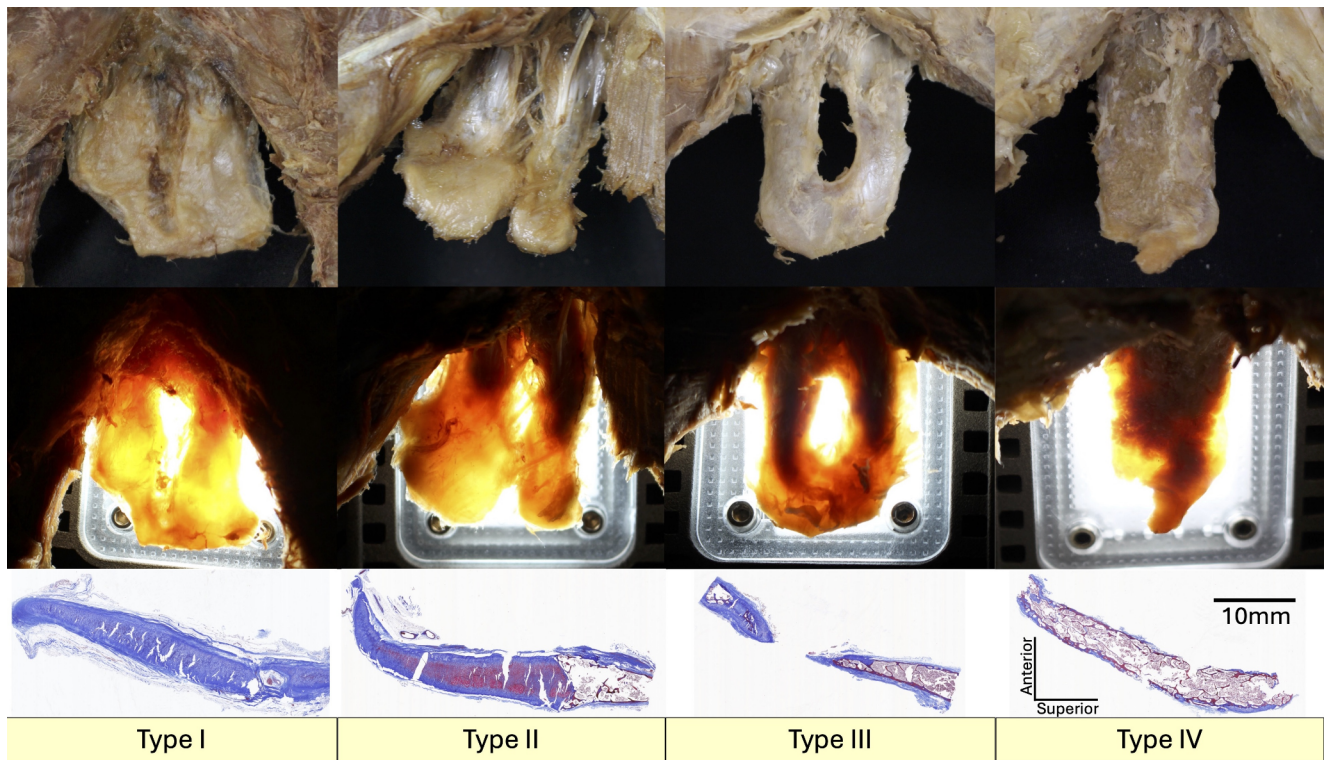 10mm
Anterior
Superior
Type I
Type II
Type III
Type IV